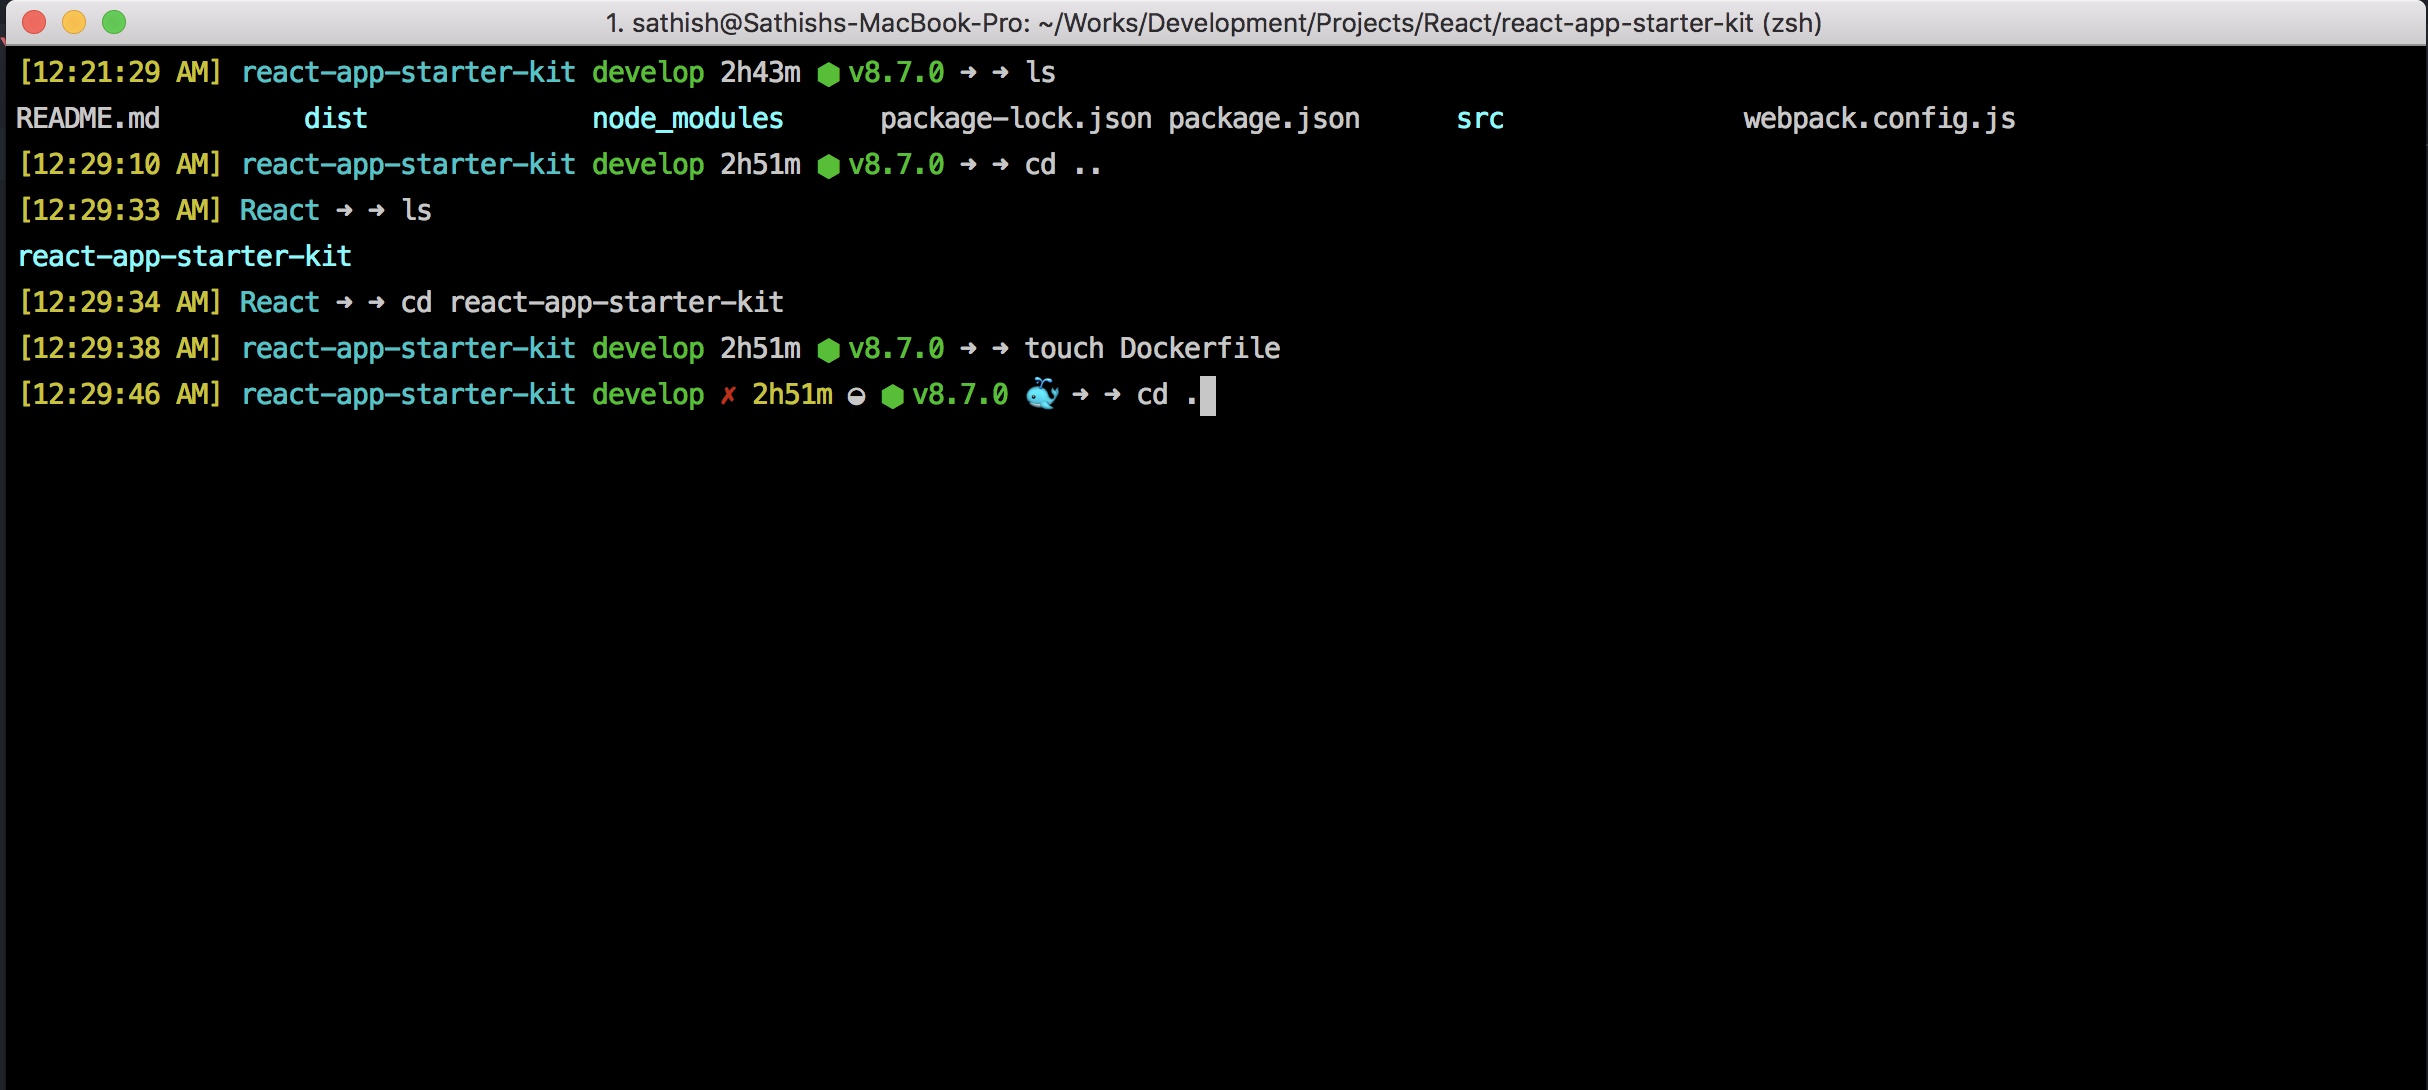 1. sathish@Sathishs-MacBook-Pro: ~/Works/Development/Projects/React/react-app-starter-kit (zsh)
[12:21:29 AM] react-app-starter-kit develop 2h43m ⬢ v8.7.0 ➜ ➜ ls
README.md dist node_modules package-lock.json package.json src webpack.config.js
[12:29:10 AM] react-app-starter-kit develop 2h51m ⬢ v8.7.0 ➜ ➜ cd ..
[12:29:33 AM] React ➜ ➜ ls
react-app-starter-kit
[12:29:34 AM] React ➜ ➜ cd react-app-starter-kit
[12:29:38 AM] react-app-starter-kit develop 2h51m ⬢ v8.7.0 ➜ ➜ touch Dockerfile
[12:29:46 AM] react-app-starter-kit develop ✗ 2h51m ◒ ⬢ v8.7.0 🐳 ➜ ➜ cd .